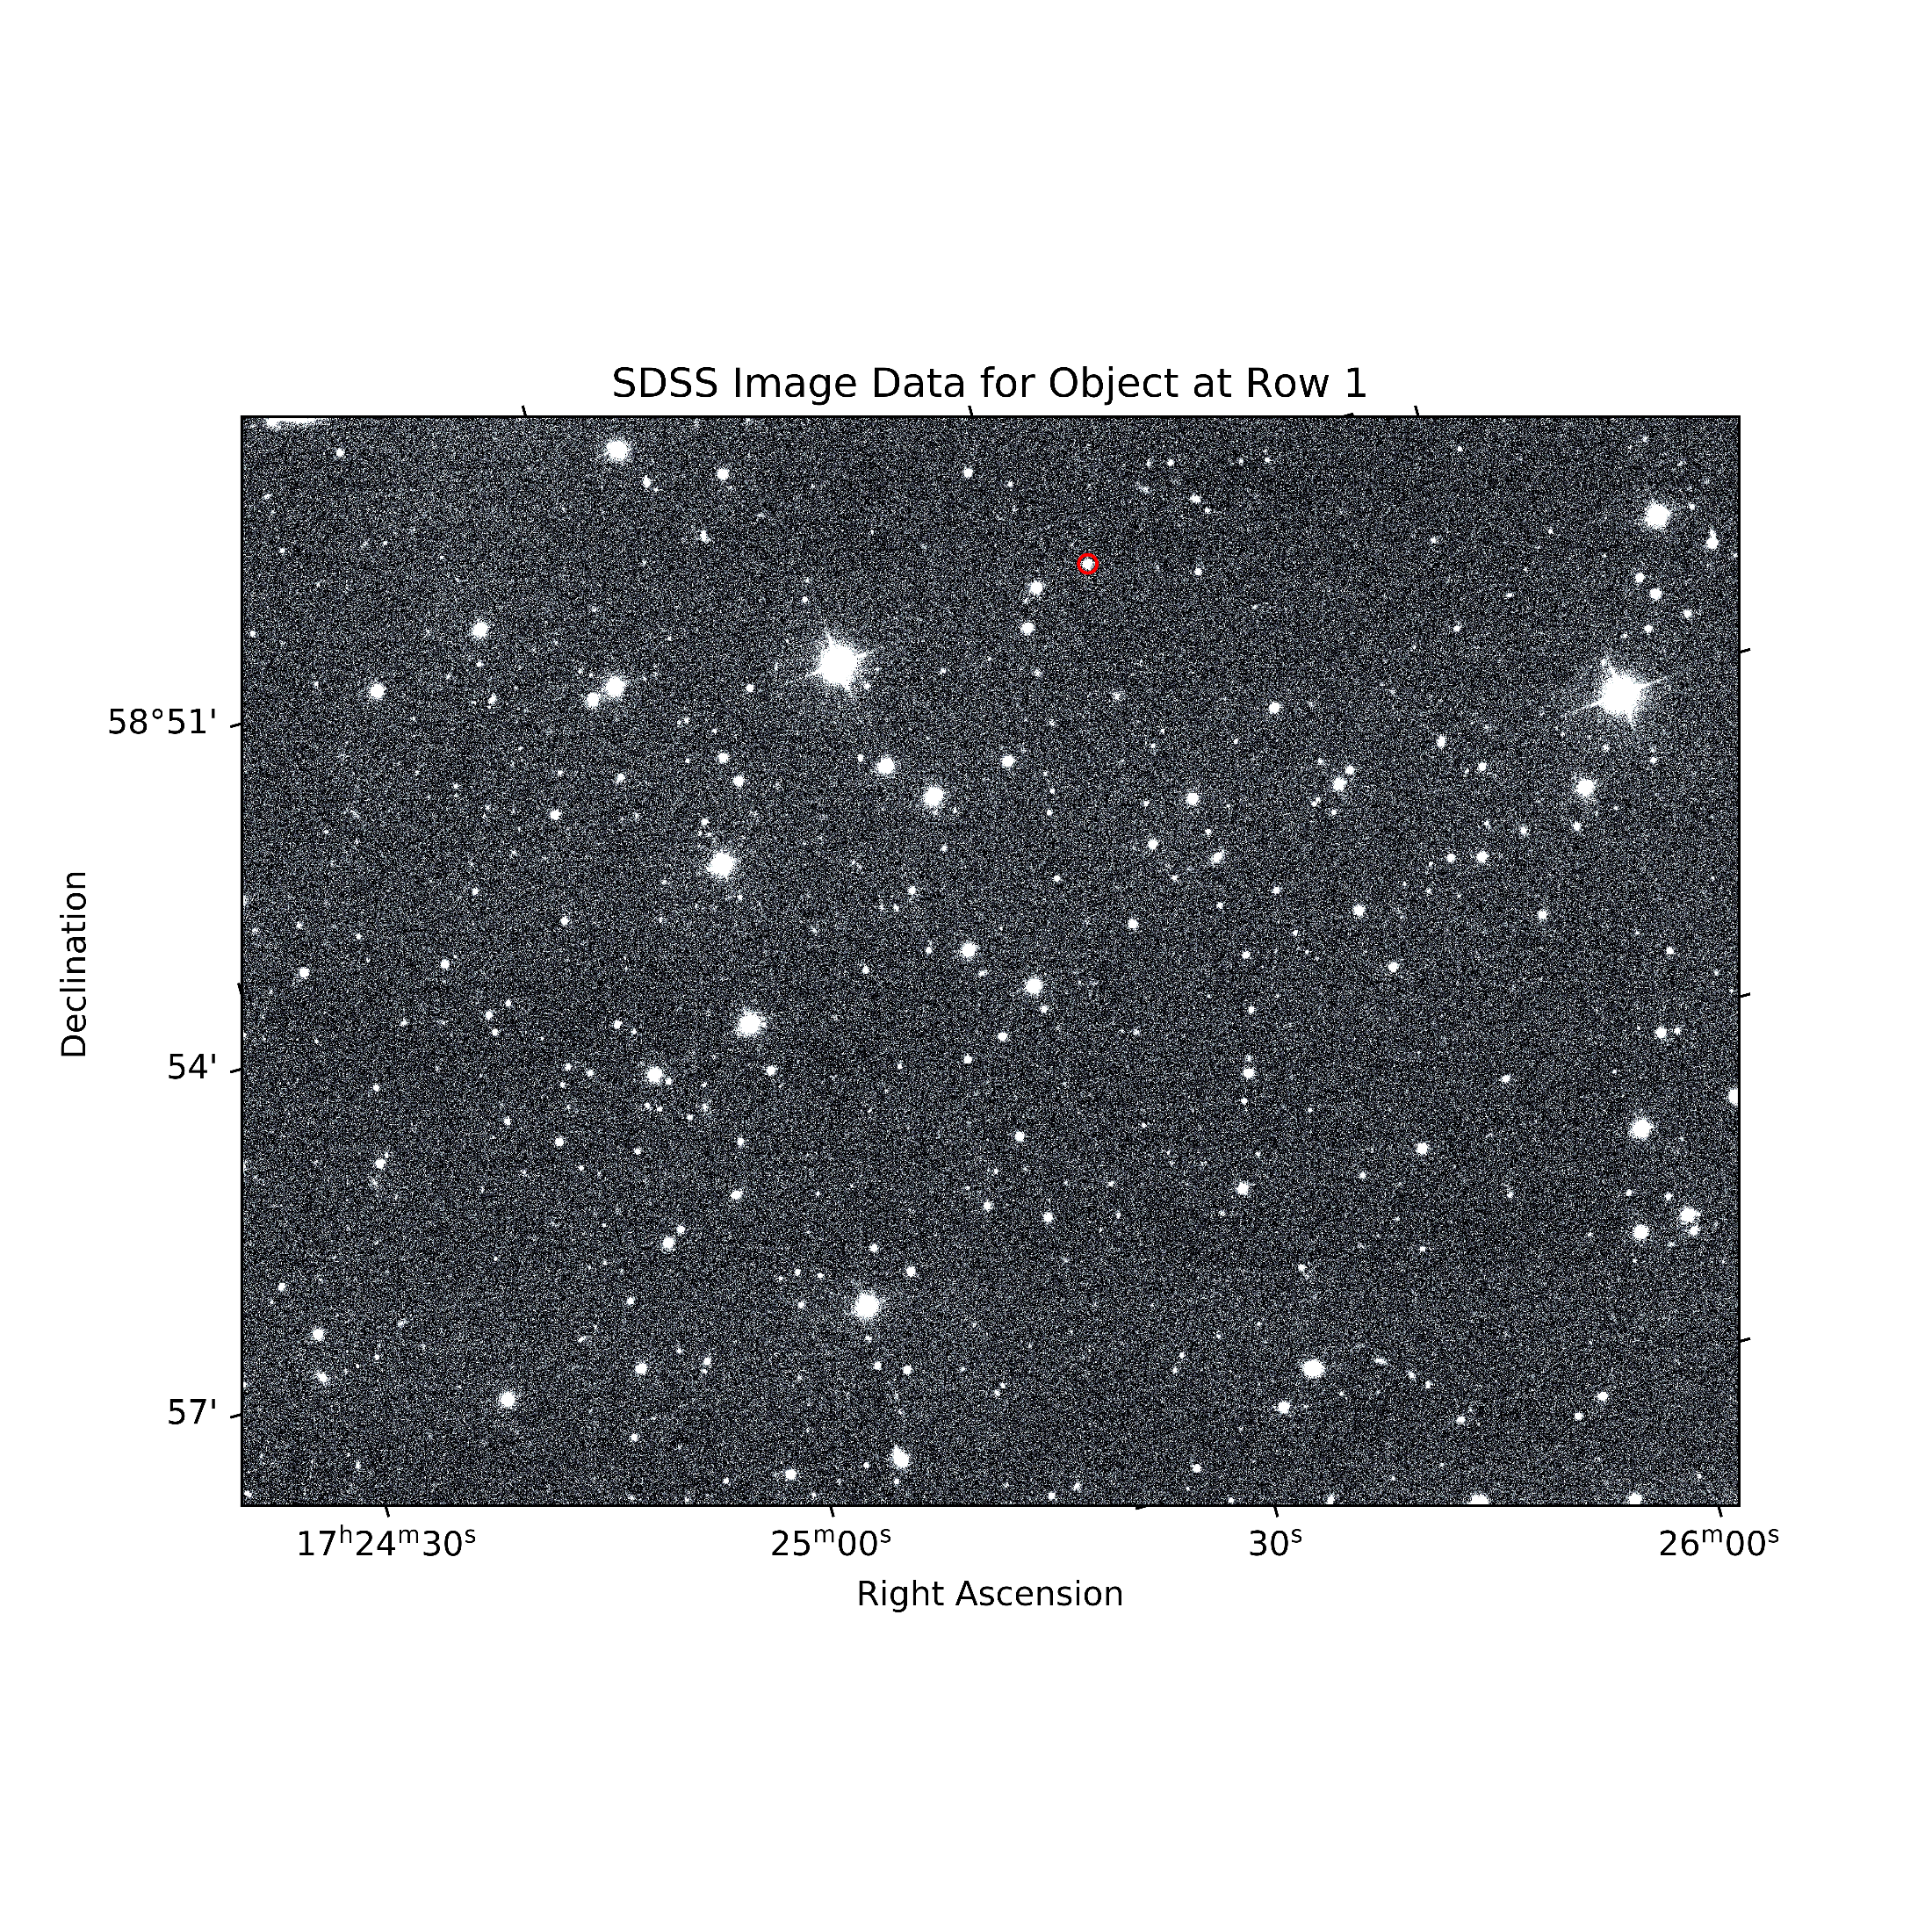 SDSS Image Data for Object at Row 1
58°51'
54'
57'
Declination
17ʰ24ᵐ30ˢ 25ᵐ00ˢ 30ˢ 26ᵐ00ˢ
Right Ascension